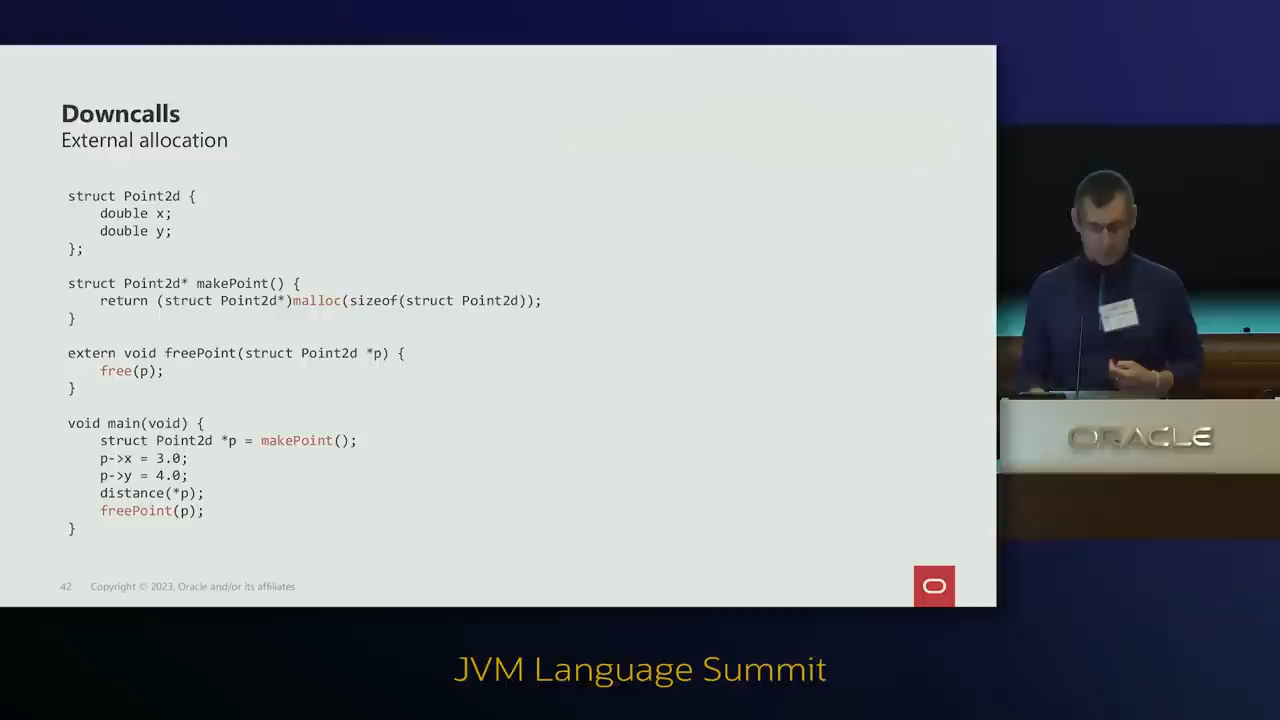 Downcalls
External allocation
struct Point2d {
    double x;
    double y;
};
struct Point2d* makePoint() {
    return (struct Point2d*)malloc(sizeof(struct Point2d));
}
extern void freePoint(struct Point2d *p) {
    free(p);
}
void main(void) {
    struct Point2d *p = makePoint();
    p->x = 3.0;
    p->y = 4.0;
    distance(*p);
    freePoint(p);
}
42 Copyright © 2023, Oracle and/or its affiliates
ORACLE
JVM Language Summit